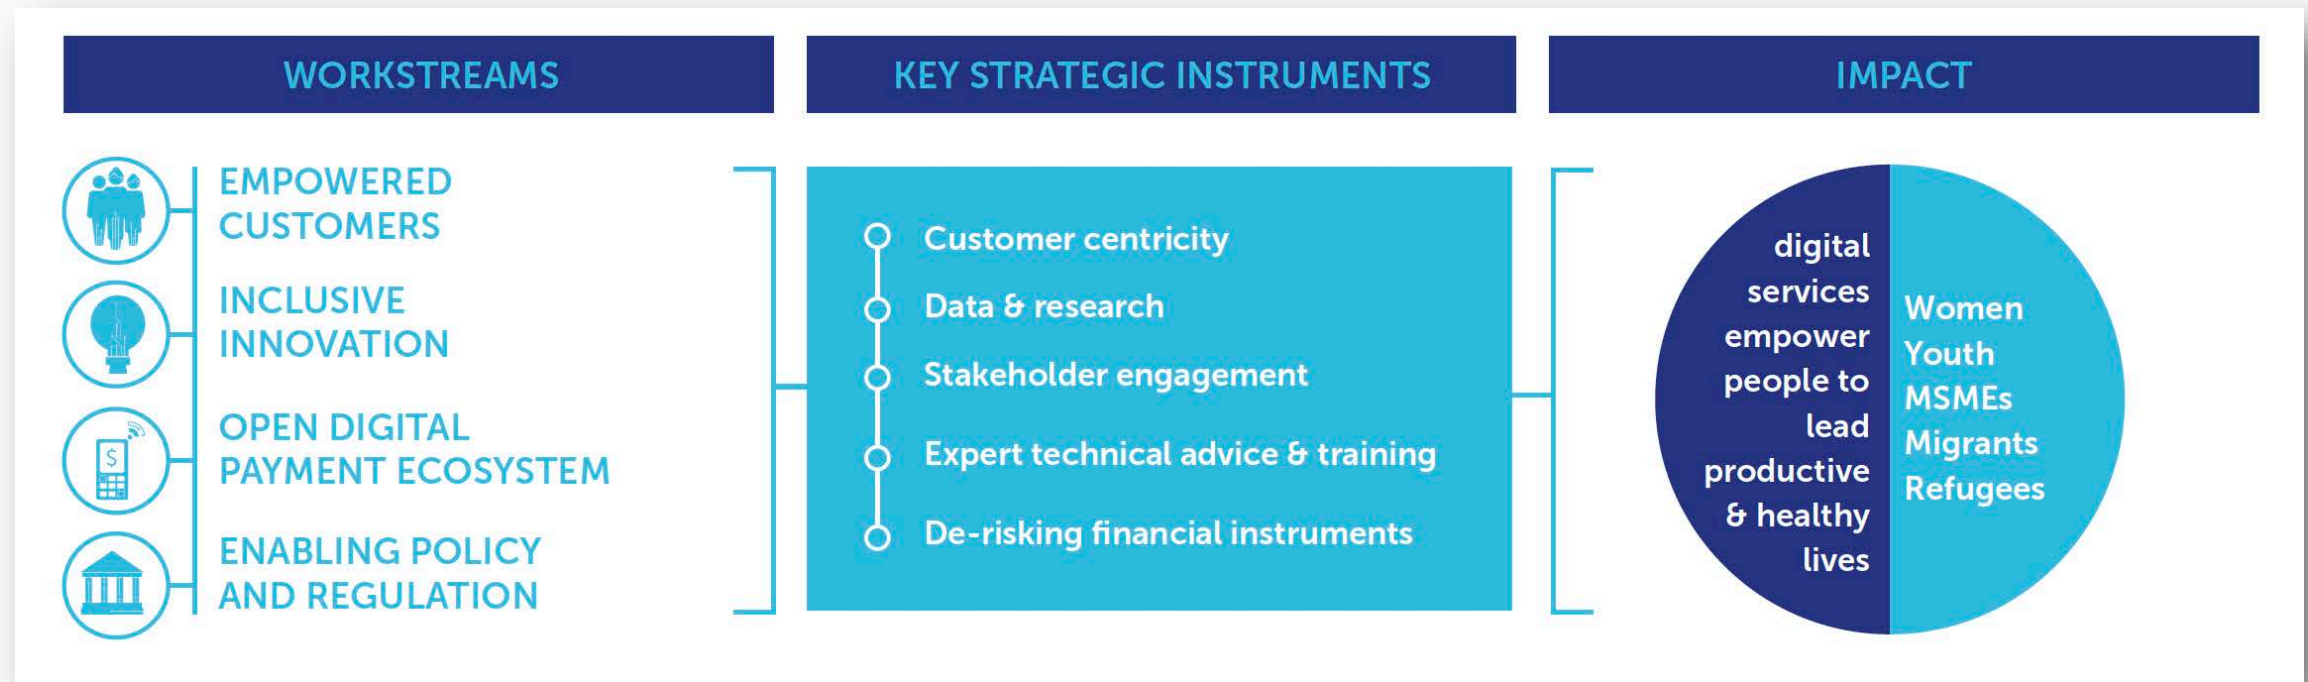 WORKSTREAMS
KEY STRATEGIC INSTRUMENTS
IMPACT
EMPOWERED
CUSTOMERS
INCLUSIVE
INNOVATION
OPEN DIGITAL
PAYMENT ECOSYSTEM
$
ENABLING POLICY
AND REGULATION
Customer centricity
Data & research
Stakeholder engagement
Expert technical advice & training
De-risking financial instruments
digital
services
empower
people to
lead
productive
& healthy
lives
Women
Youth
MSMEs
Migrants
Refugees